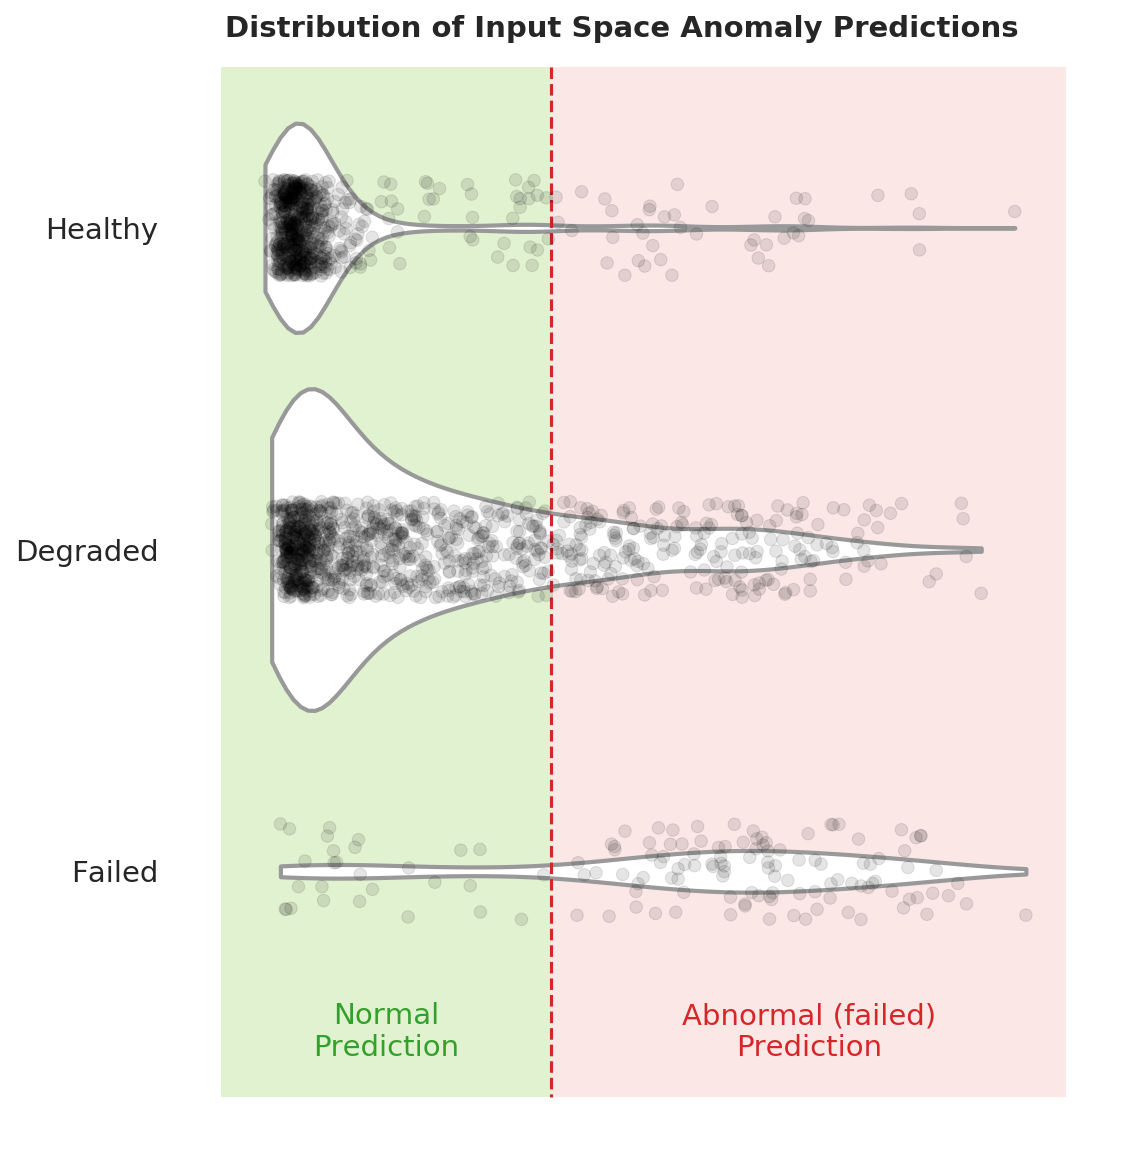 Distribution of Input Space Anomaly Predictions
Healthy
Degraded
Failed
Normal
Prediction
Abnormal (failed)
Prediction